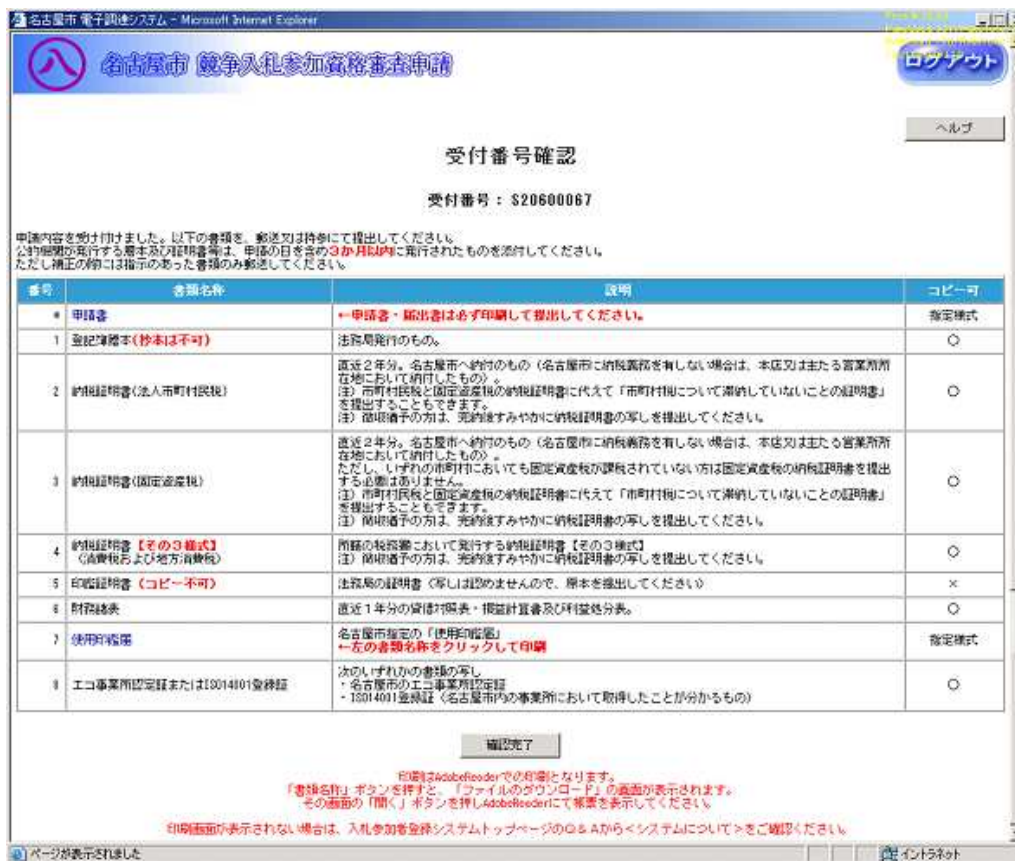 名古屋市 電子調達システム - Microsoft Internet Explorer
名古屋市 競争入札参加資格審査申請
ログアウト
ヘルプ
受付番号確認
受付番号 : S20600067
申請内容を受け付けました。以下の書類を、郵送又は持参にて提出してください。
公的機関が発行する謄本及び証明書等は、申請の日を含め3か月以内に発行されたものを添付してください。
ただし補正の際には指示のあった書類のみ郵送してください。
番号 書類名称 説明 コピー可
* 申請書 ←申請書・届出書は必ず印刷して提出してください。 指定様式
1 登記簿謄本(抄本は不可) 法務局発行のもの。 ○
2 納税証明書(法人市町村民税) 直近2年分。名古屋市へ納付のもの(名古屋市に納税義務を有しない場合は、本店又は主たる営業所所
在地において納付したもの)。
注)市町村民税と固定資産税の納税証明書に代えて「市町村税について滞納していないことの証明書」
を提出することもできます。
注)徴収猶予の方は、完納後すみやかに納税証明書の写しを提出してください。 ○
3 納税証明書(固定資産税) 直近2年分。名古屋市へ納付のもの(名古屋市に納税義務を有しない場合は、本店又は主たる営業所所
在地において納付したもの)。
ただし、いずれの市町村においても固定資産税が課税されていない方は固定資産税の納税証明書を提出
する必要はありません。
注)市町村民税と固定資産税の納税証明書に代えて「市町村税について滞納していないことの証明書」
を提出することもできます。
注)徴収猶予の方は、完納後すみやかに納税証明書の写しを提出してください。 ○
4 納税証明書【その3様式】
(消費税および地方消費税) 所轄の税務署において発行する納税証明書【その3様式】
注)徴収猶予の方は、完納後すみやかに納税証明書の写しを提出してください。 ○
5 印鑑証明書(コピー不可) 法務局の証明書(写しは認めませんので、原本を提出してください) ×
6 財務諸表 直近1年分の貸借対照表・損益計算書及び利益処分表。 ○
7 使用印鑑届 名古屋市指定の「使用印鑑届」
←左の書類名称をクリックして印刷 指定様式
8 エコ事業所認定証またはISO14001登録証 次のいずれかの書類の写し
・名古屋市のエコ事業所認定証
・ISO14001登録証(名古屋市内の事業所において取得したことが分かるもの) ○
確認完了
印刷はAdobeReaderでの印刷となります。
「書類名称」ボタンを押すと、「ファイルのダウンロード」の画面が表示されます。
その画面の「開く」ボタンを押しAdobeReaderにて帳票を表示してください。
印刷画面が表示されない場合は、入札参加者登録システムトップページのQ&Aから<システムについて>をご確認ください。
ページが表示されました
イントラネット